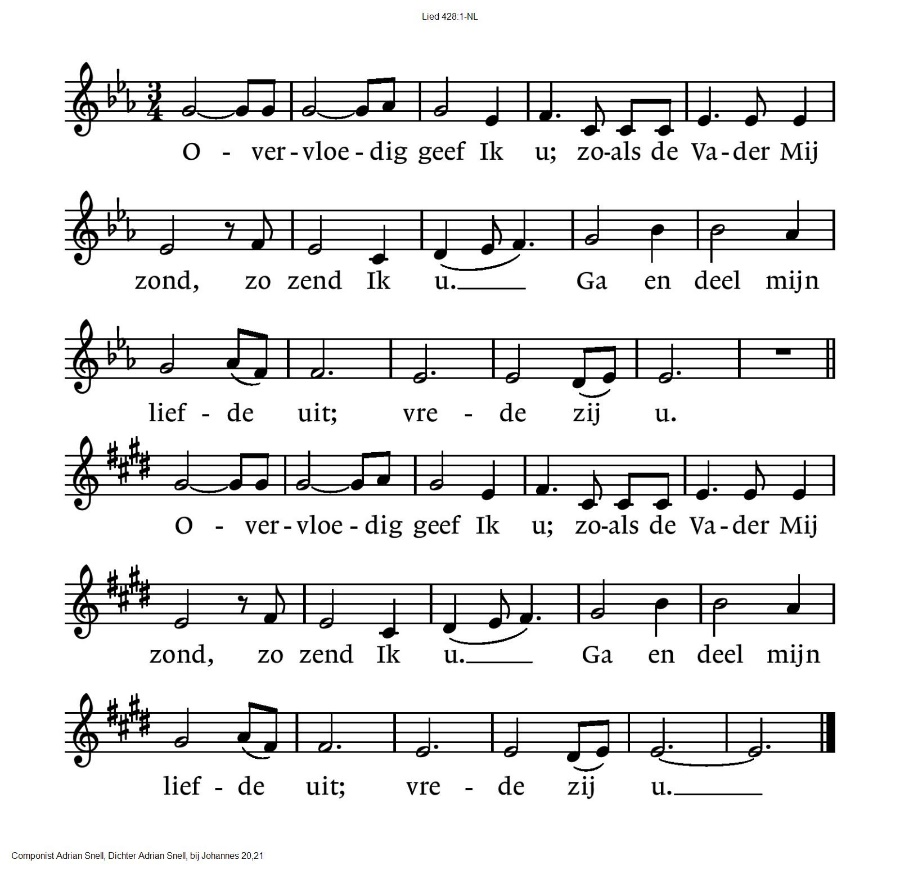 Lied 428:1-NL
O - ver - vloe - dig geef Ik u; zo-als de Va - der Mij
zond, zo zend Ik u. Ga en deel mijn
lief - de uit; vre - de zij u.
O - ver - vloe - dig geef Ik u; zo-als de Va - der Mij
zond, zo zend Ik u. Ga en deel mijn
lief - de uit; vre - de zij u.
Componist Adrian Snell, Dichter Adrian Snell, bij Johannes 20,21